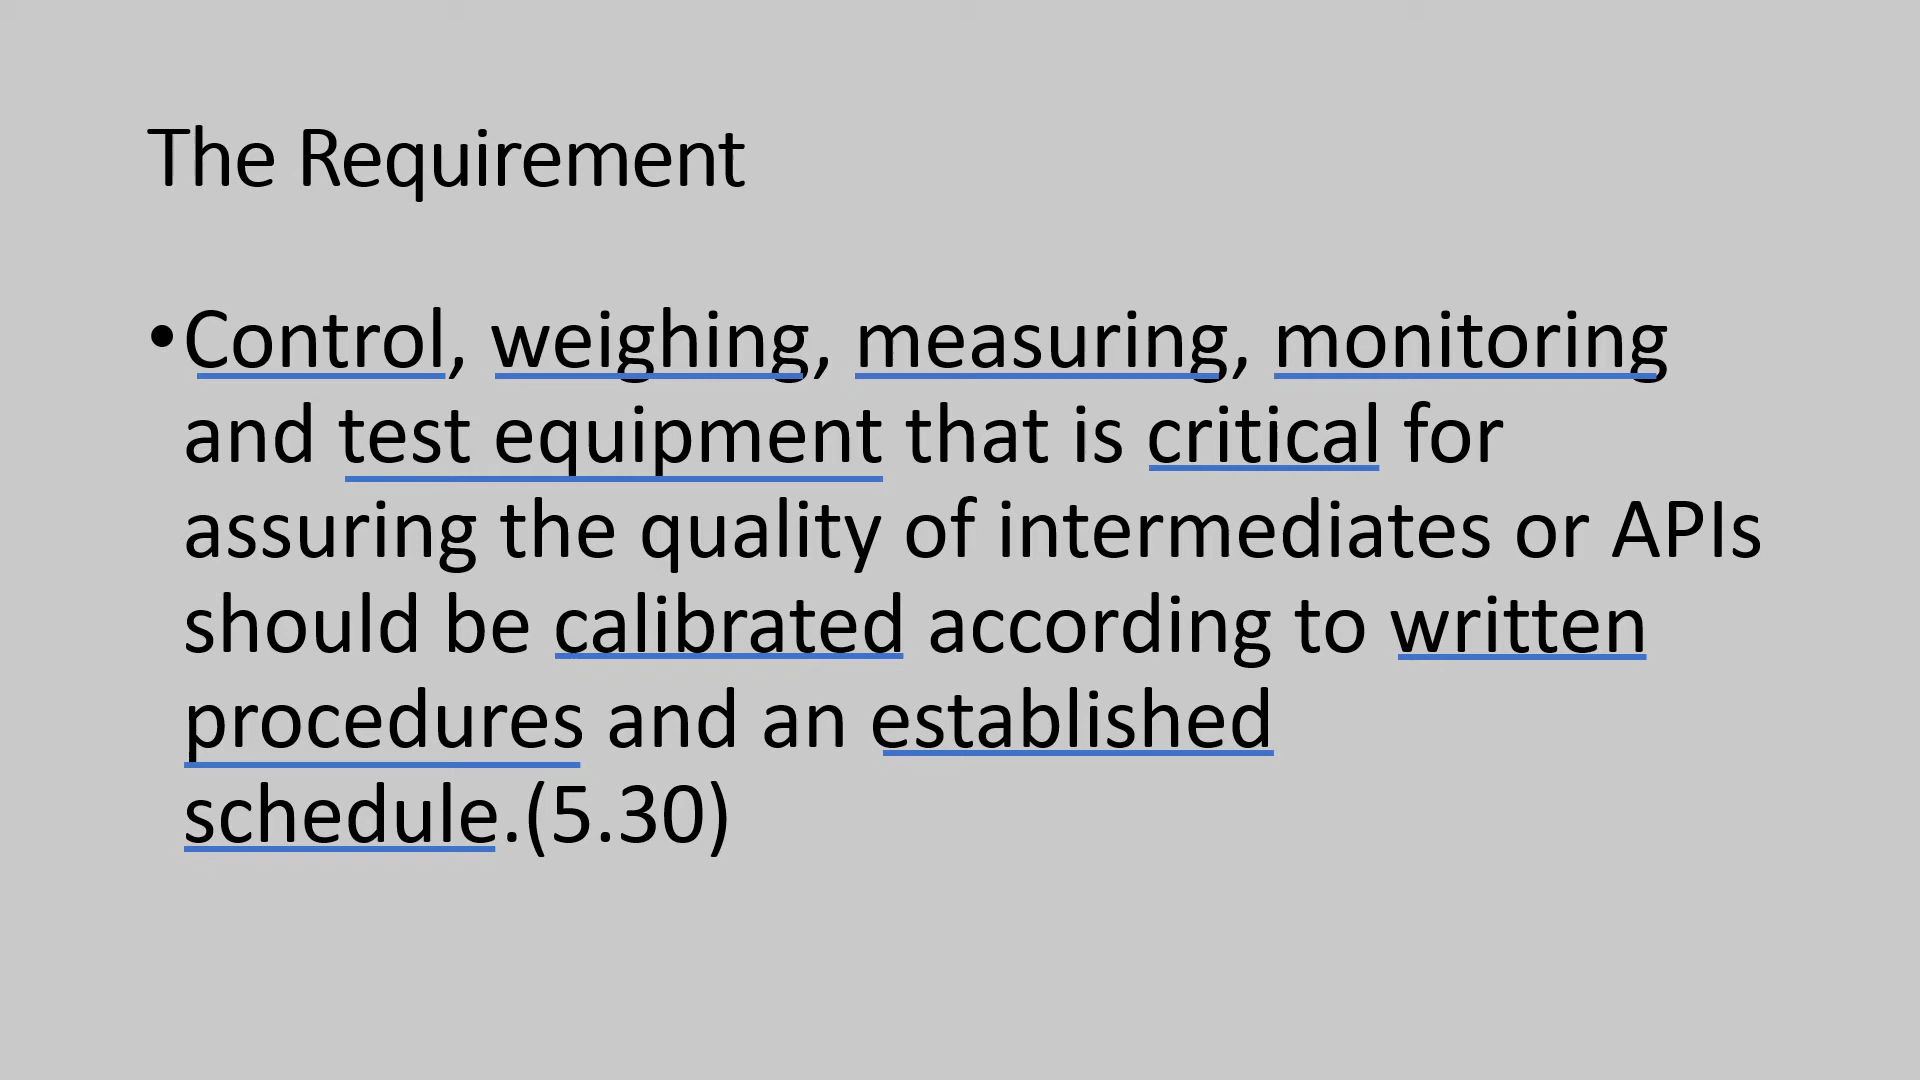 The Requirement
•Control, weighing, measuring, monitoring
and test equipment that is critical for
assuring the quality of intermediates or APIs
should be calibrated according to written
procedures and an established
schedule.(5.30)